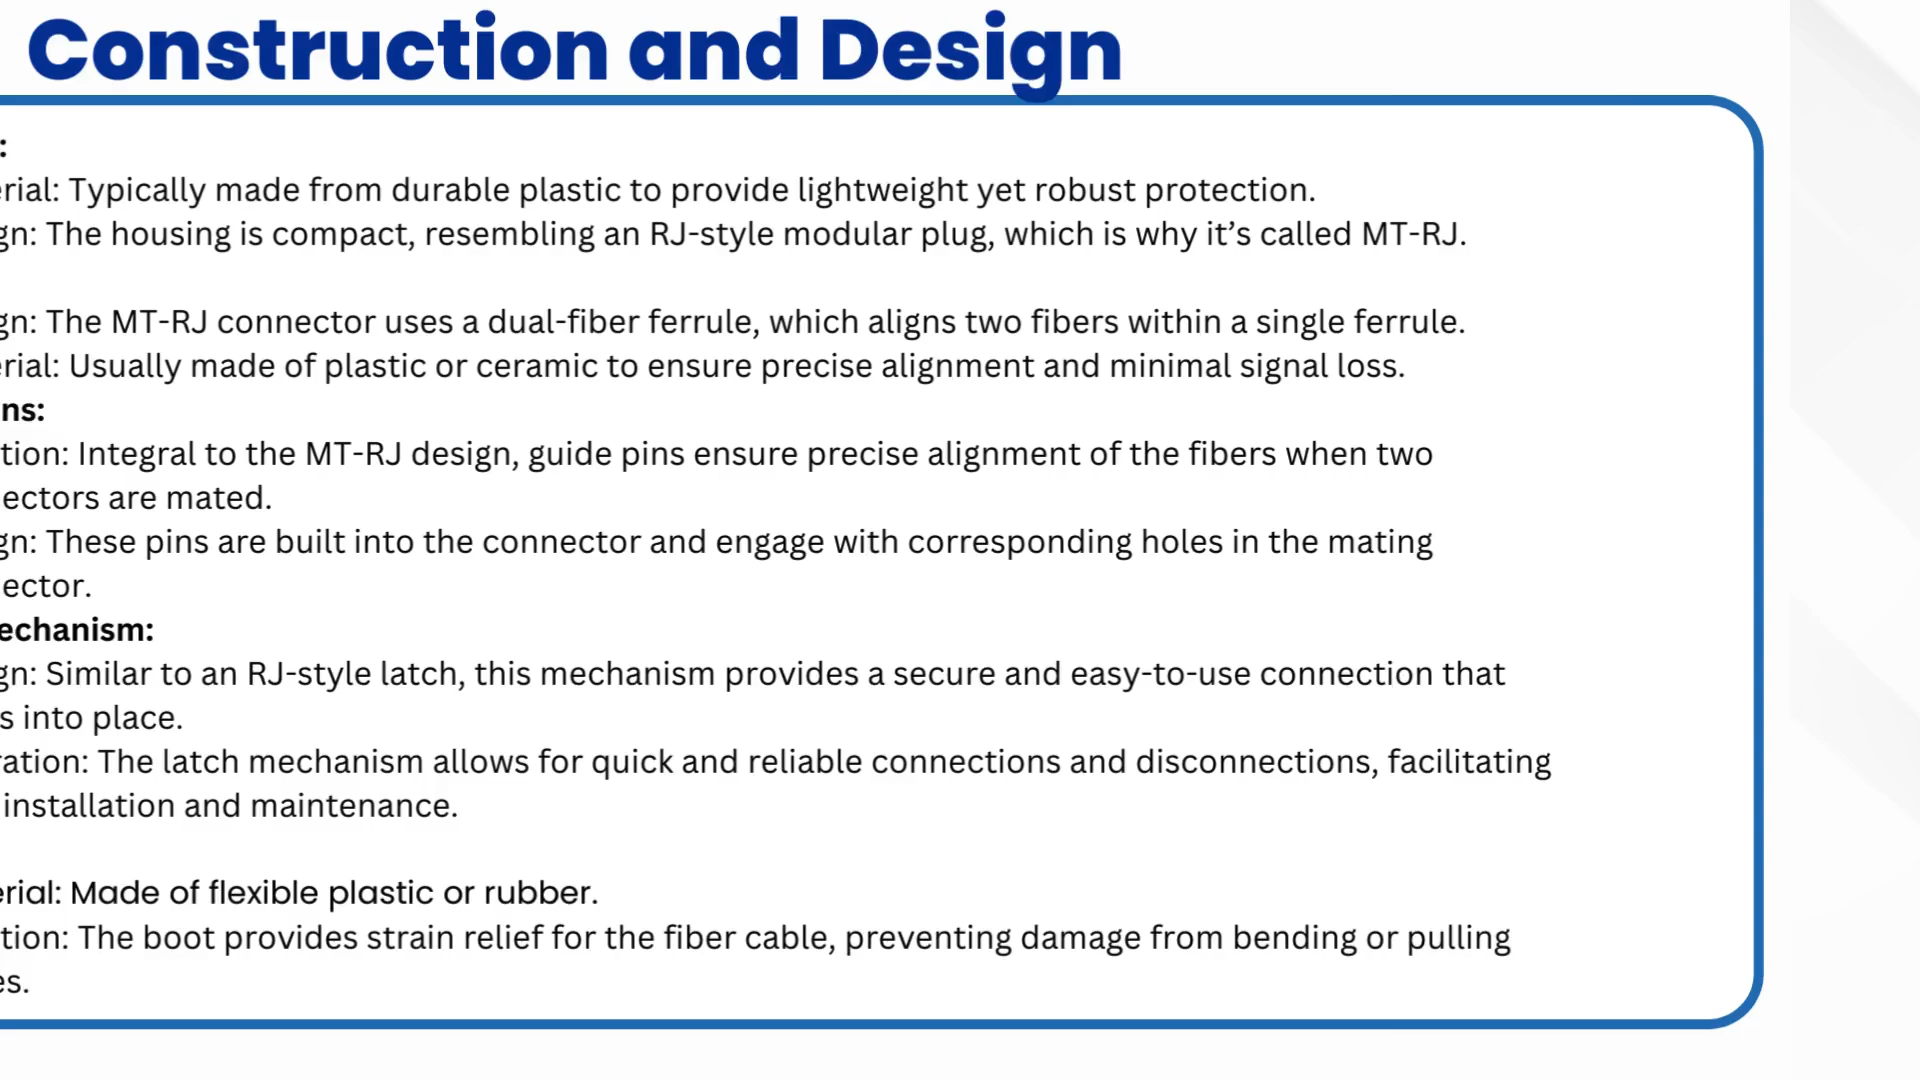 Construction and Design
:
erial: Typically made from durable plastic to provide lightweight yet robust protection.
gn: The housing is compact, resembling an RJ-style modular plug, which is why it’s called MT-RJ.
gn: The MT-RJ connector uses a dual-fiber ferrule, which aligns two fibers within a single ferrule.
erial: Usually made of plastic or ceramic to ensure precise alignment and minimal signal loss.
ns:
tion: Integral to the MT-RJ design, guide pins ensure precise alignment of the fibers when two
ectors are mated.
gn: These pins are built into the connector and engage with corresponding holes in the mating
ector.
echanism:
gn: Similar to an RJ-style latch, this mechanism provides a secure and easy-to-use connection that
s into place.
ration: The latch mechanism allows for quick and reliable connections and disconnections, facilitating
installation and maintenance.
erial: Made of flexible plastic or rubber.
tion: The boot provides strain relief for the fiber cable, preventing damage from bending or pulling
es.